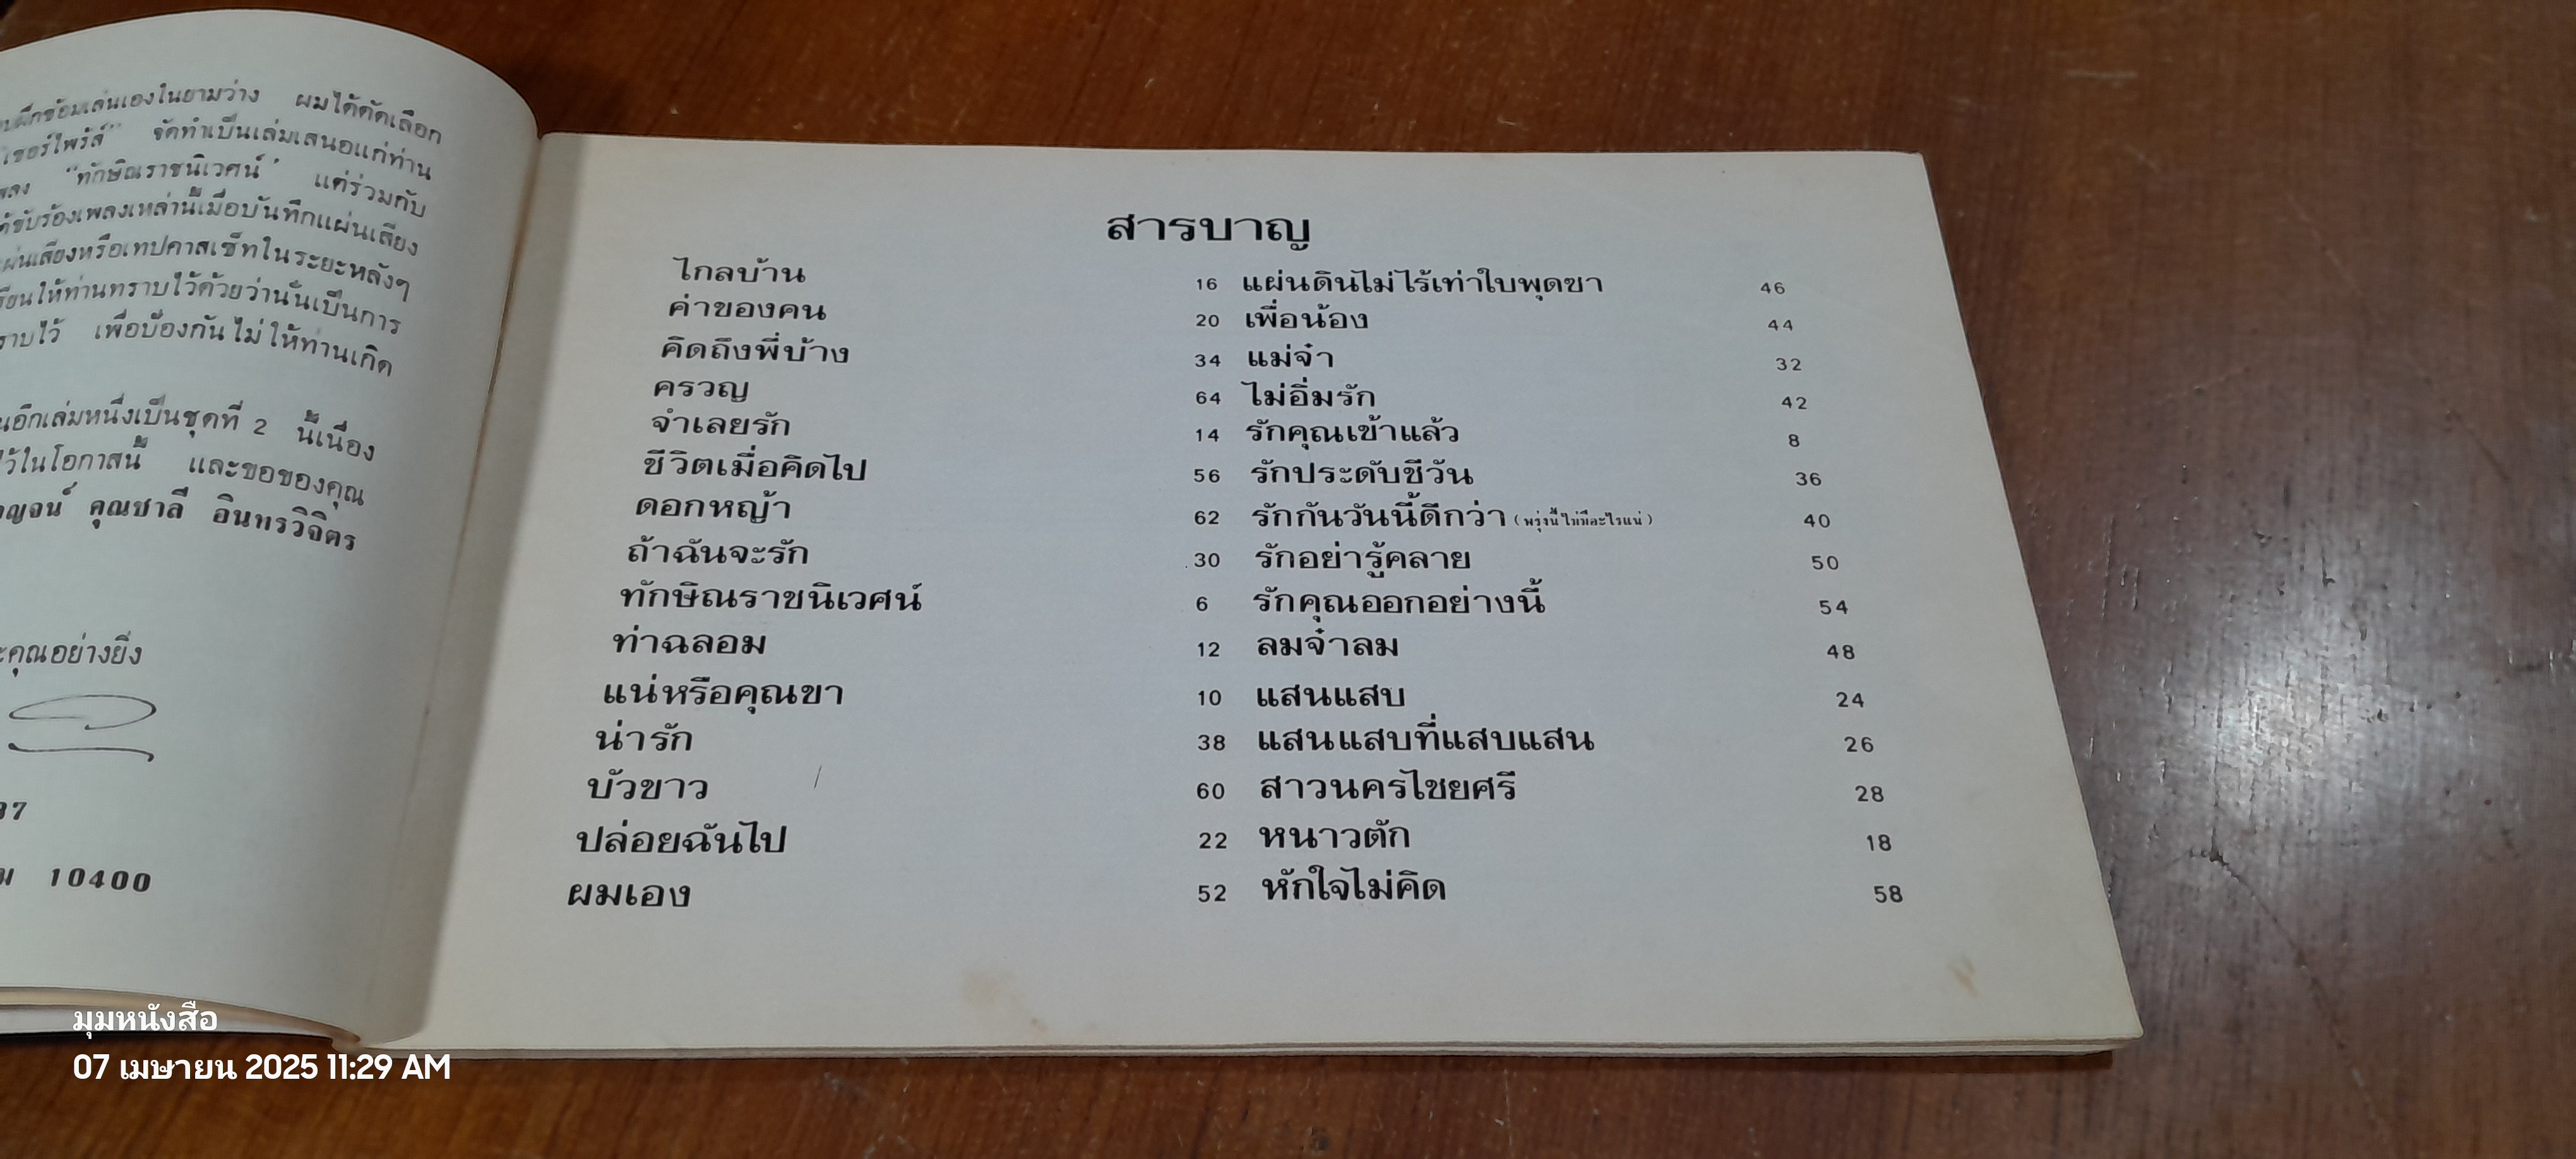 ฝึกซ้อมเล่นเองในยามว่าง ผมได้คัดเลือก
เซอร์ไพร้ส์" จัดทำเป็นเล่มเสนอแก่ท่าน
"ทักษิณราชนิเวศน์' แต่ร่วมกับ
ขับร้องเพลงเหล่านี้เมื่อบันทึกแผ่นเสียง
แผ่นเสียงหรือเทปคาสเซ็ทในระยะหลังๆ
เรียนให้ท่านทราบไว้ด้วยว่านั่นเป็นการ
ทราบไว้ เพื่อป้องกันไม่ให้ท่านเกิด
อีกเล่มหนึ่งเป็นชุดที่ 2 นี้เนื่อง
ไว้ในโอกาสนี้ และขอขอบคุณ
คุณชาลี อินทรวิจิตร
คุณอย่างยิ่ง
10400
สารบาญ
ไกลบ้าน 16
ค่าของคน 20
คิดถึงพี่บ้าง 34
ครวญ 64
จำเลยรัก 14
ชีวิตเมื่อคิดไป 56
ดอกหญ้า 62
ถ้าฉันจะรัก 30
ทักษิณราชนิเวศน์ 6
ท่าฉลอม 12
แน่หรือคุณขา 10
น่ารัก 38
บัวขาว 60
ปล่อยฉันไป 22
ผมเอง 52
แผ่นดินไม่ไร้เท่าใบพุดซา 46
เพื่อน้อง 44
แม่จ๋า 32
ไม่อิ่มรัก 42
รักคุณเข้าแล้ว 8
รักประดับชีวัน 36
รักกันวันนี้ดีกว่า (พรุ่งนี้ไม่มีอะไรแน่) 40
รักอย่ารู้คลาย 50
รักคุณออกอย่างนี้ 54
ลมจ๋าลม 48
แสนแสบ 24
แสนแสบที่แสบแสน 26
สาวนครไชยศรี 28
หนาวตัก 18
หักใจไม่คิด 58
มุมหนังสือ
07 เมษายน 2025 11:29 AM